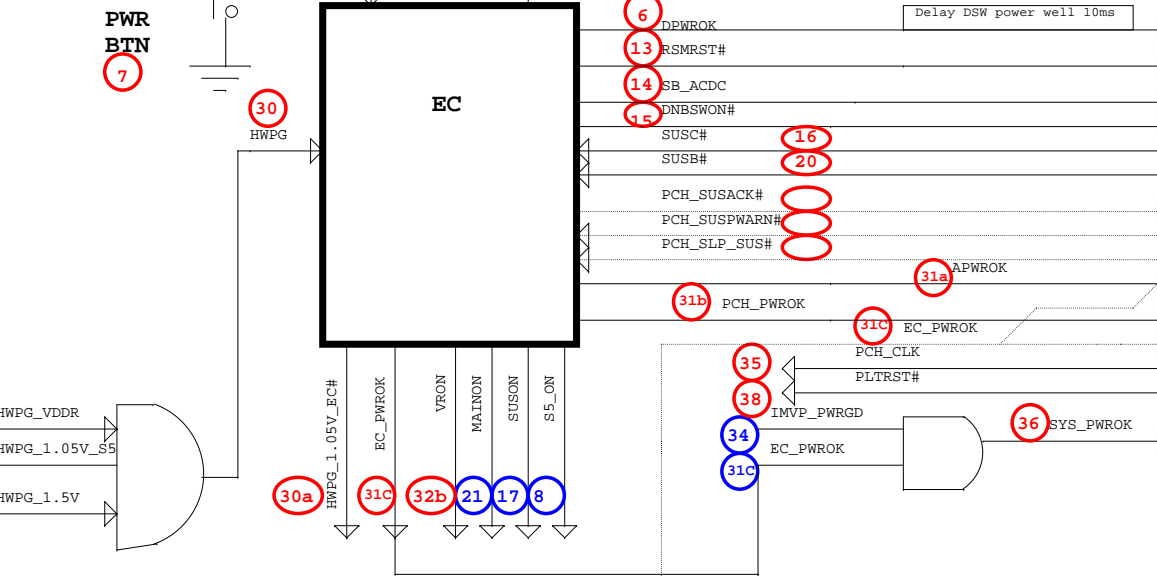 PWR
BTN
7
6
DPWROK
Delay DSW power well 10ms
13
RSMRST#
14
SB_ACDC
15
DNBSWON#
EC
30
HWPG
SUSC#
16
SUSB#
20
PCH_SUSACK#
PCH_SUSPWARN#
PCH_SLP_SUS#
31a
APWROK
31b
PCH_PWROK
31C
EC_PWROK
35
PCH_CLK
38
PLTRST#
IMVP_PWRGD
34
EC_PWROK
31C
36
SYS_PWROK
HWPG_VDDR
HWPG_1.05V_S5
HWPG_1.5V
HWPG_1.05V_EC#
EC_PWROK
VRON
MAINON
SUSON
S5_ON
30a
31C
32b
21
17
8